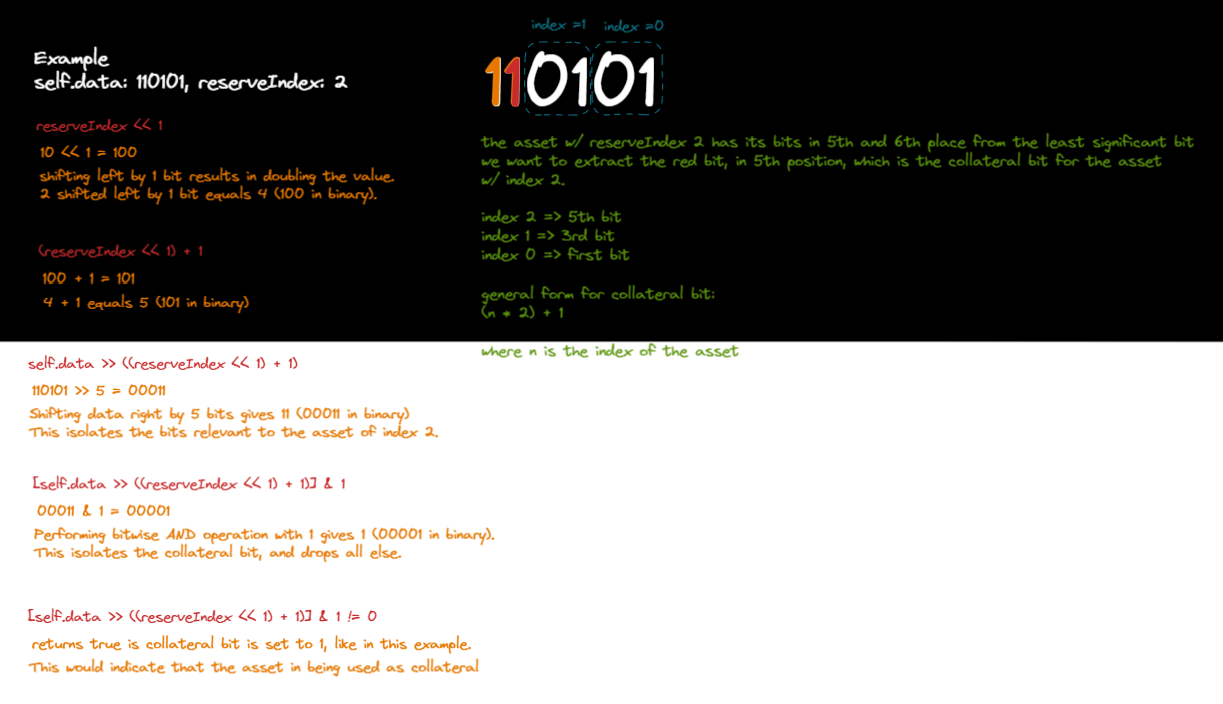 Example
self.data: 110101, reserveIndex: 2
reserveIndex << 1
10 << 1 = 100
shifting left by 1 bit results in doubling the value.
2 shifted left by 1 bit equals 4 (100 in binary).
(reserveIndex << 1) + 1
100 + 1 = 101
4 + 1 equals 5 (101 in binary)
self.data >> ((reserveIndex << 1) + 1)
110101 >> 5 = 00011
Shifting data right by 5 bits gives 11 (00011 in binary)
This isolates the bits relevant to the asset of index 2.
[self.data >> ((reserveIndex << 1) + 1)] & 1
00011 & 1 = 00001
Performing bitwise AND operation with 1 gives 1 (00001 in binary).
This isolates the collateral bit, and drops all else.
[self.data >> ((reserveIndex << 1) + 1)] & 1 != 0
returns true is collateral bit is set to 1, like in this example.
This would indicate that the asset in being used as collateral
index =1 index =0
110101
the asset w/ reserveIndex 2 has its bits in 5th and 6th place from the least significant bit
we want to extract the red bit, in 5th position, which is the collateral bit for the asset
w/ index 2.
index 2 => 5th bit
index 1 => 3rd bit
index 0 => first bit
general form for collateral bit:
(n * 2) + 1
where n is the index of the asset